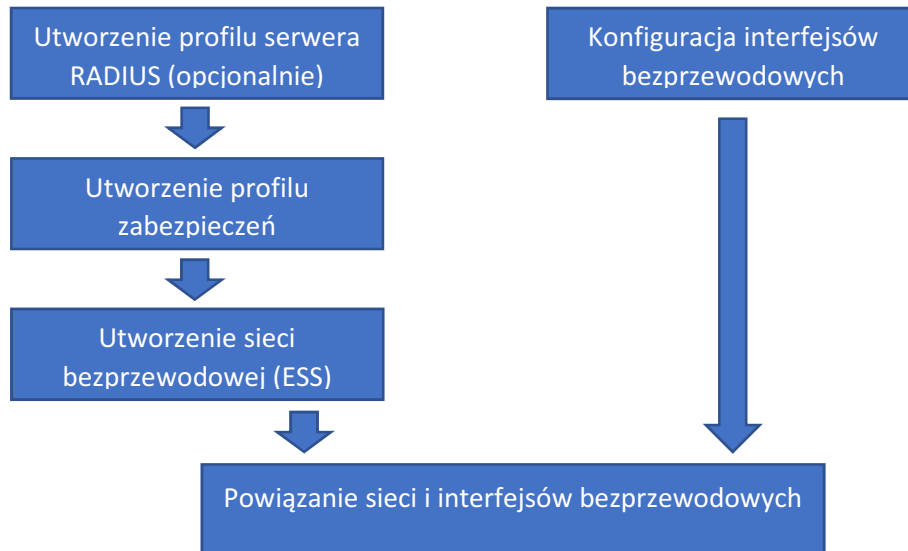 Utworzenie profilu serwera
RADIUS (opcjonalnie)
Konfiguracja interfejsów
bezprzewodowych
Utworzenie profilu
zabezpieczeń
Utworzenie sieci
bezprzewodowej (ESS)
Powiązanie sieci i interfejsów bezprzewodowych